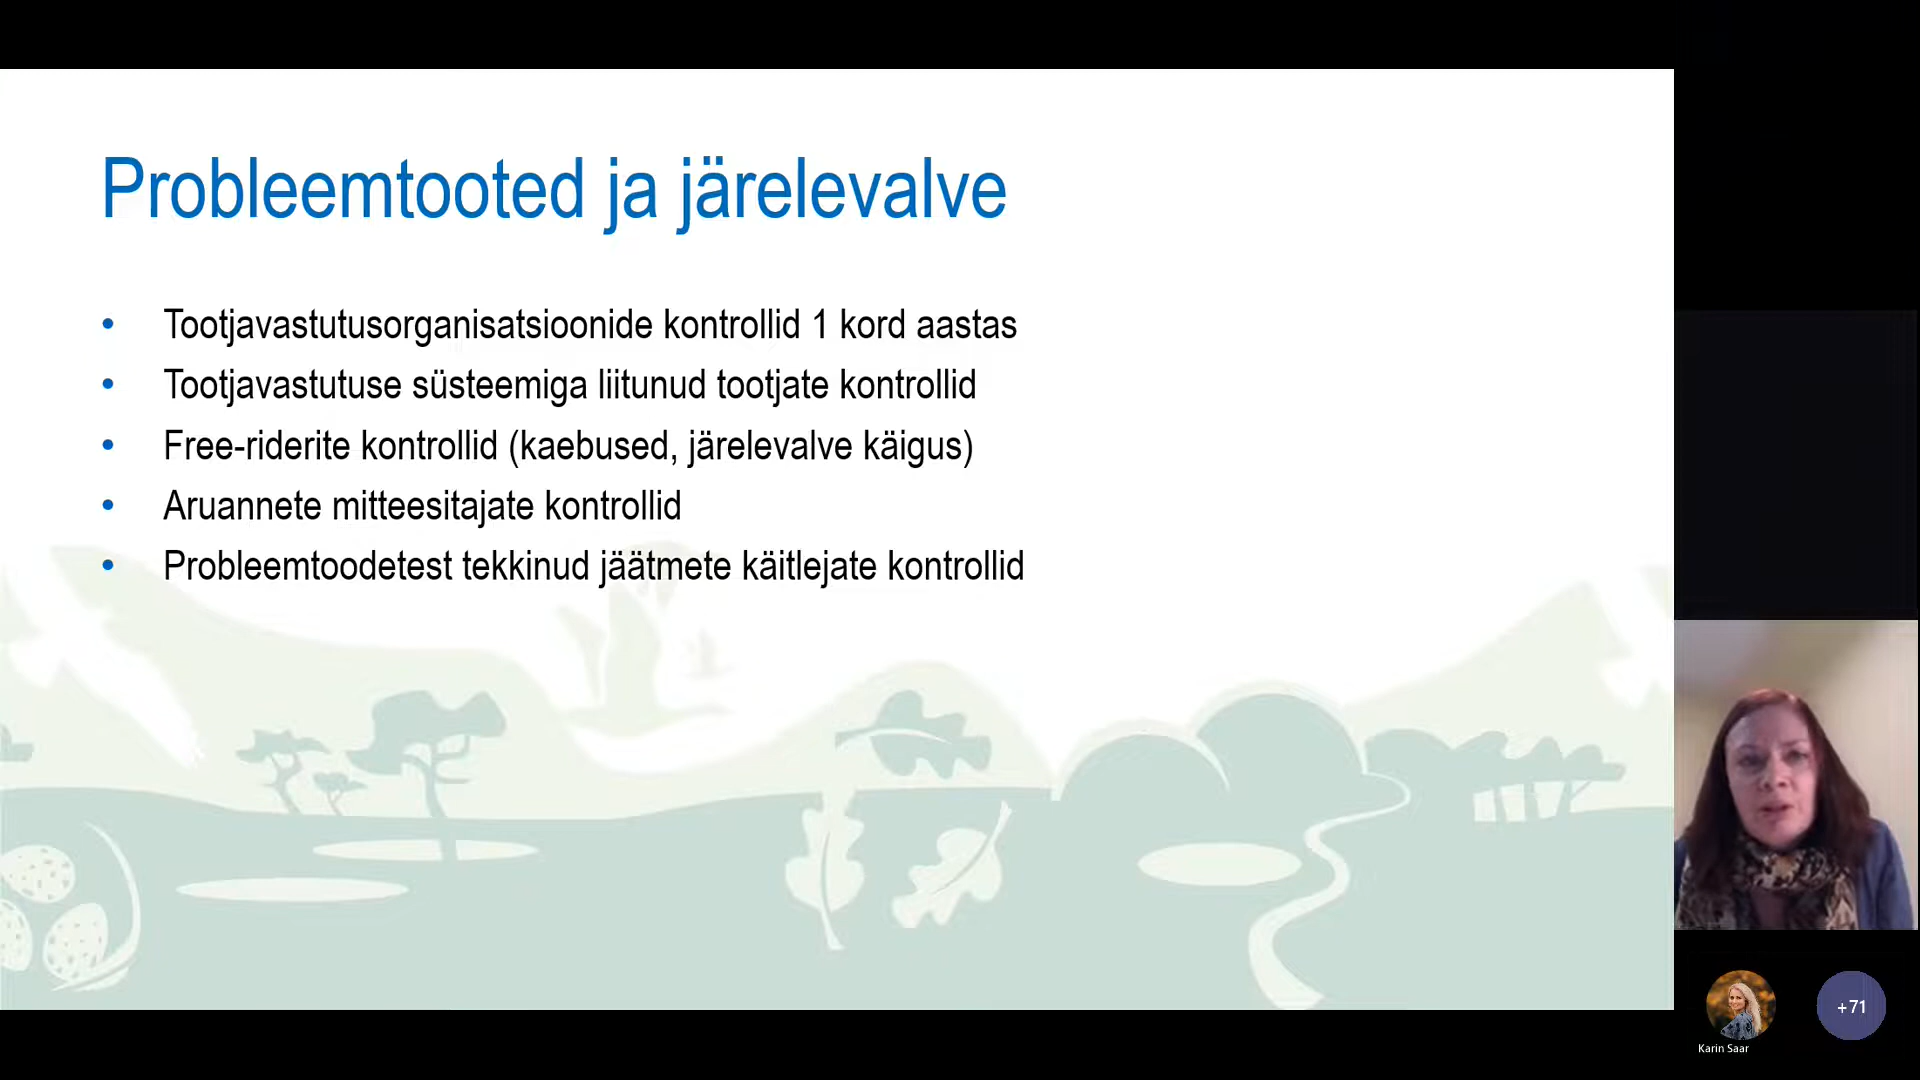 Probleemtooted ja järelevalve
• Tootjavastutusorganisatsioonide kontrollid 1 kord aastas
• Tootjavastutuse süsteemiga liitunud tootjate kontrollid
• Free-riderite kontrollid (kaebused, järelevalve käigus)
• Aruannete mitteesitajate kontrollid
• Probleemtoodetest tekkinud jäätmete käitlejate kontrollid
+71
Karin Saar